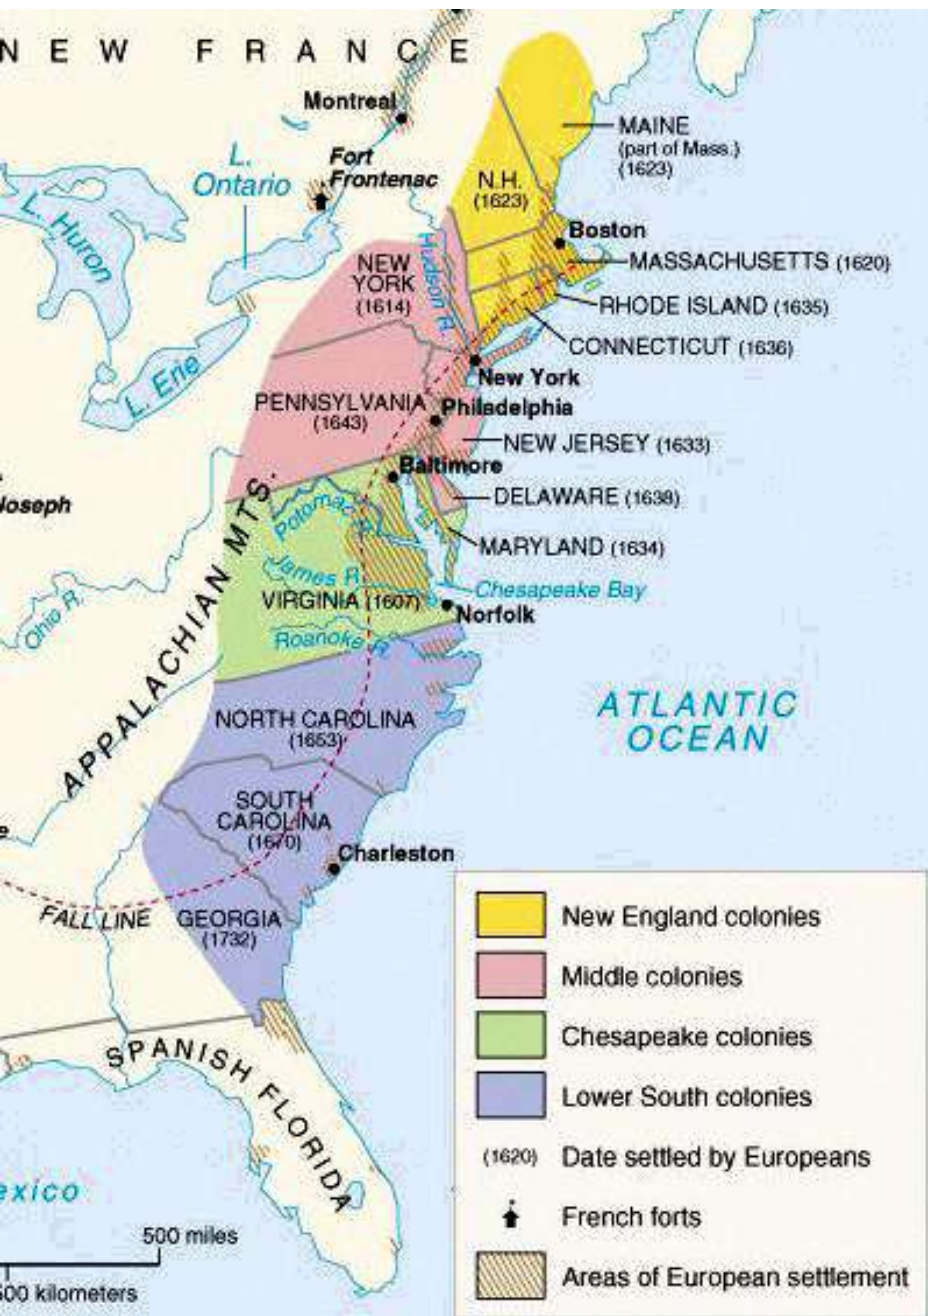 NEW FRANCE
Montreal
MAINE
(part of Mass.)
(1623)
L.
Ontario
Fort
Frontenac
N.H.
(1623)
L. Huron
Boston
Hudson R.
MASSACHUSETTS (1620)
NEW
YORK
(1614)
RHODE ISLAND (1635)
CONNECTICUT (1636)
L. Erie
New York
PENNSYLVANIA
(1643)
Philadelphia
NEW JERSEY (1633)
Baltimore
Joseph
DELAWARE (1638)
Potomac R.
MARYLAND (1634)
James R.
Chesapeake Bay
VIRGINIA (1607)
Norfolk
Ohio R.
Roanoke R.
APPALACHIAN MTS.
ATLANTIC
OCEAN
NORTH CAROLINA
(1653)
SOUTH
CAROLINA
(1670)
Charleston
FALL LINE
GEORGIA
(1732)
SPANISH FLORIDA
exico
500 miles
500 kilometers
New England colonies
Middle colonies
Chesapeake colonies
Lower South colonies
(1620) Date settled by Europeans
French forts
Areas of European settlement